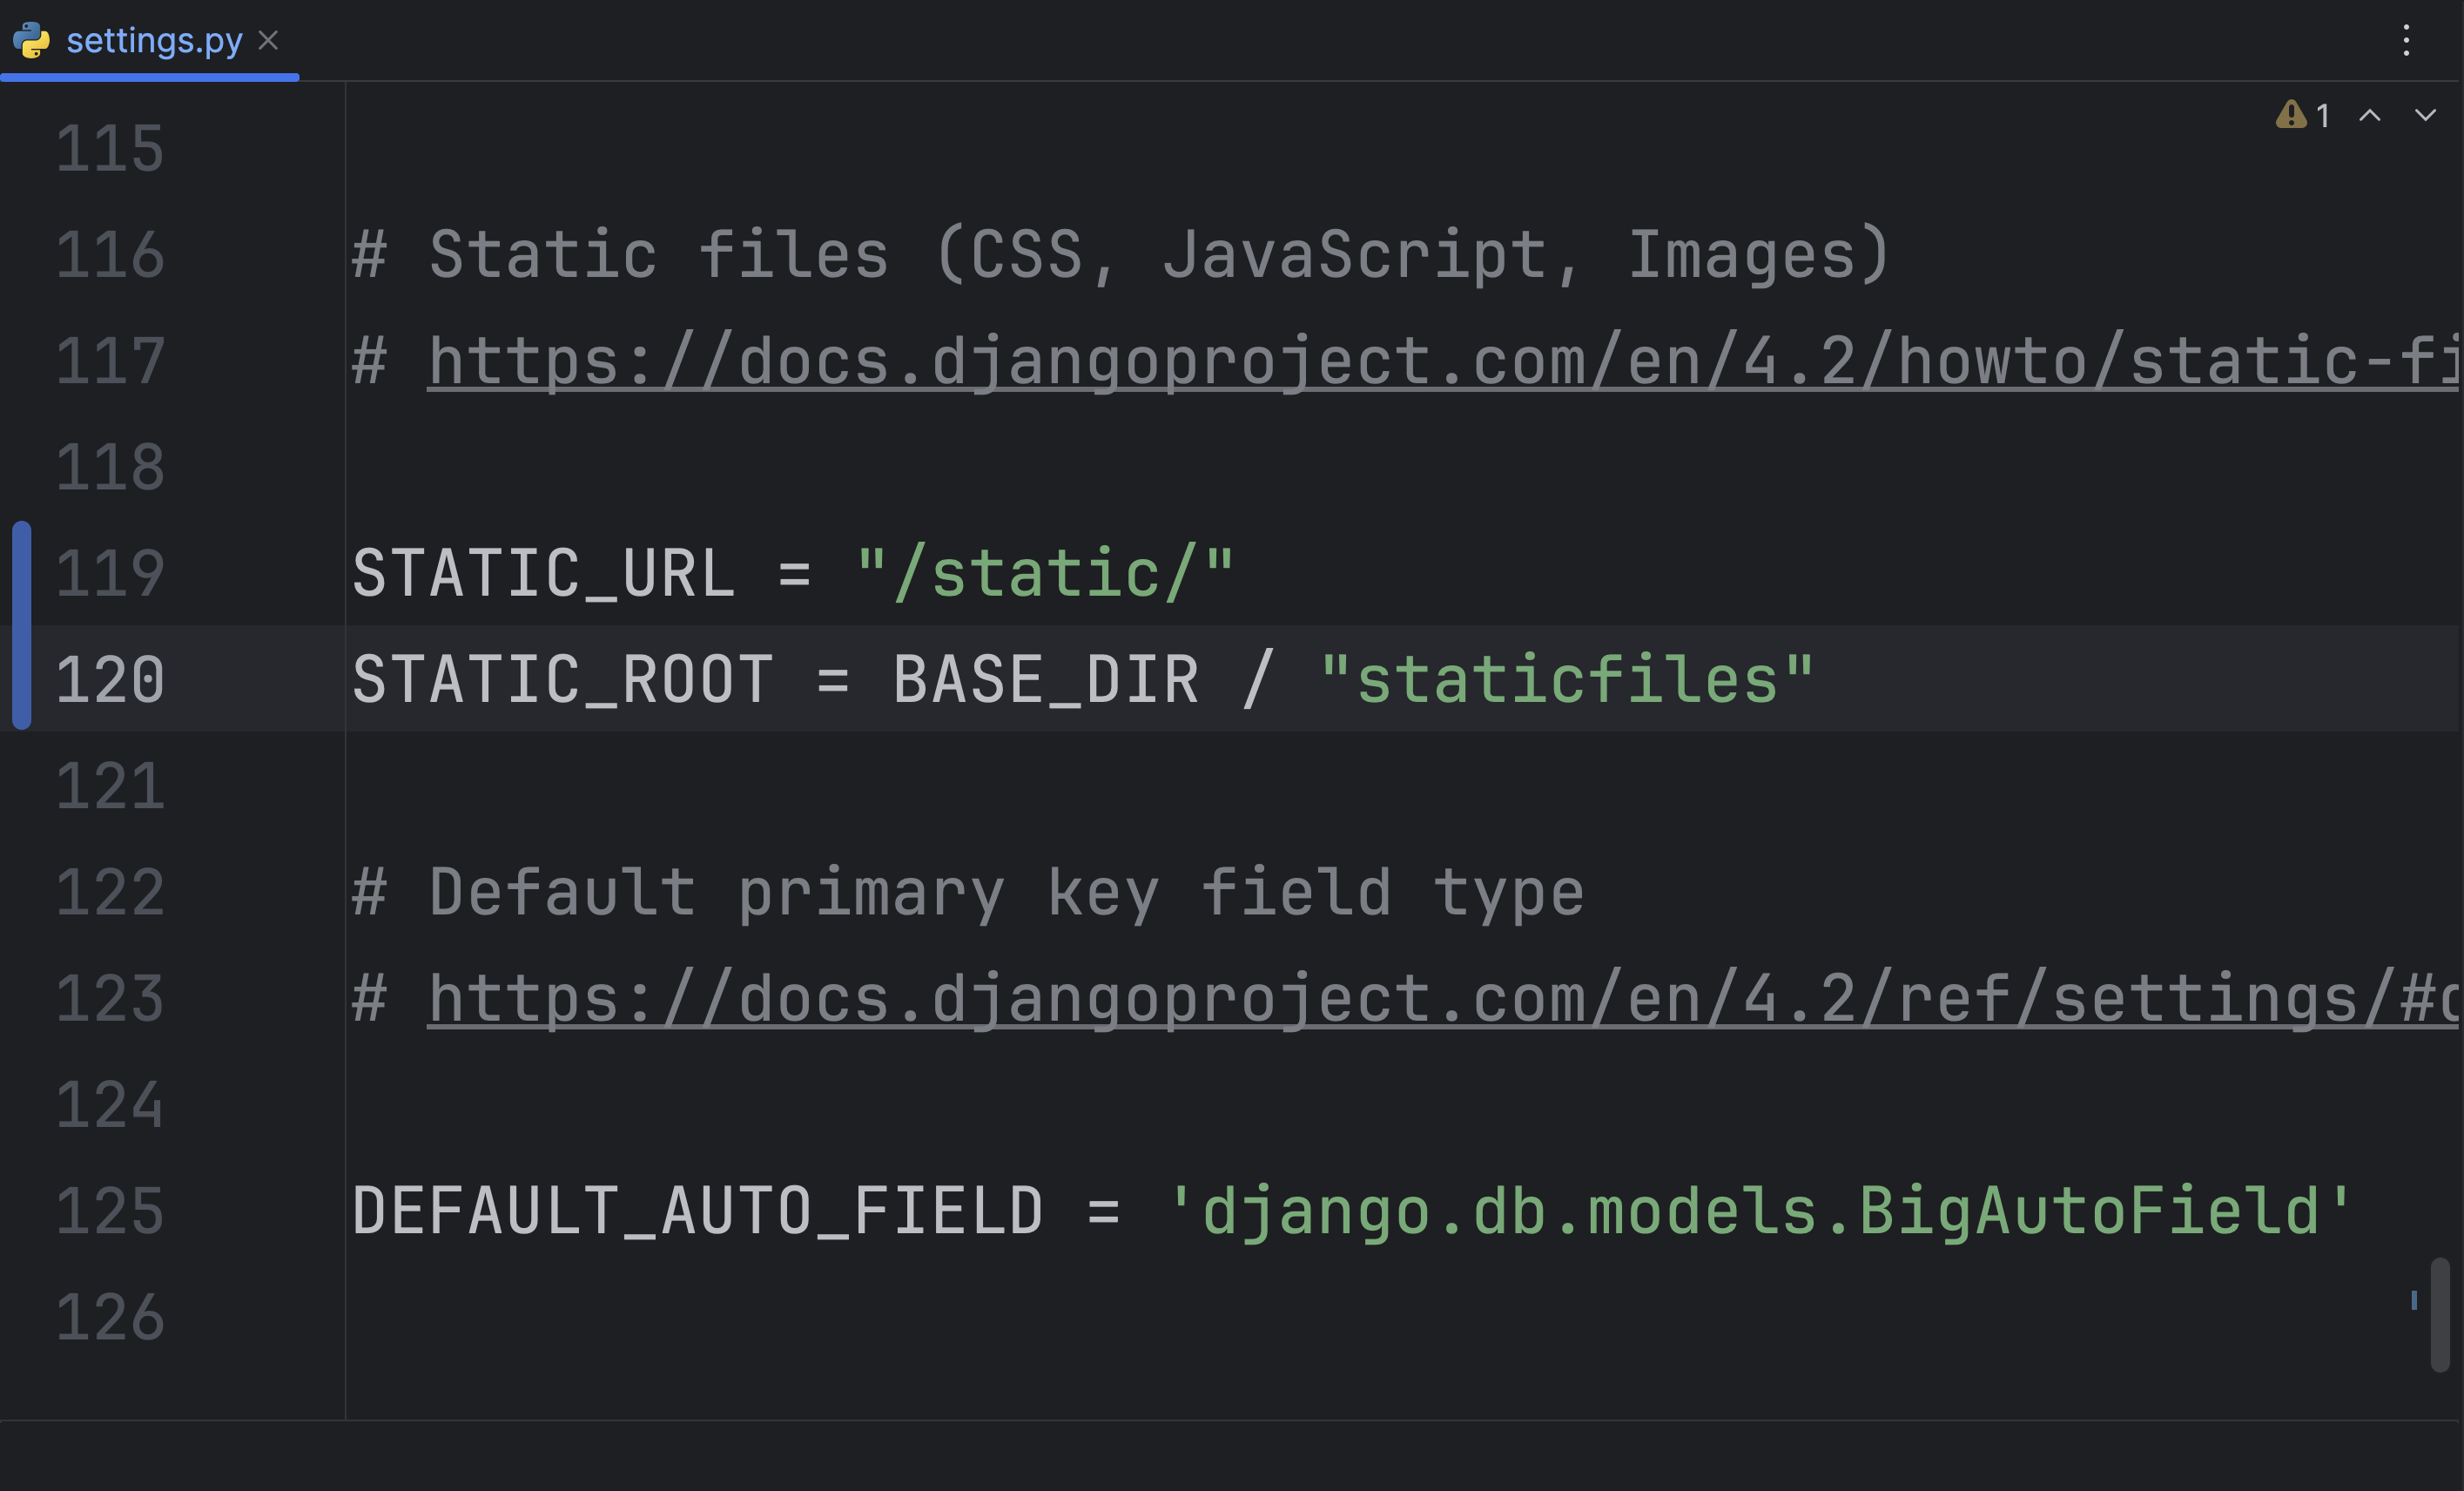 settings.py
1
115
116 # Static files (CSS, JavaScript, Images)
117 # https://docs.djangoproject.com/en/4.2/howto/static-fi
118
119 STATIC_URL = "/static/"
120 STATIC_ROOT = BASE_DIR / "staticfiles"
121
122 # Default primary key field type
123 # https://docs.djangoproject.com/en/4.2/ref/settings/#
124
125 DEFAULT_AUTO_FIELD = 'django.db.models.BigAutoField'
126